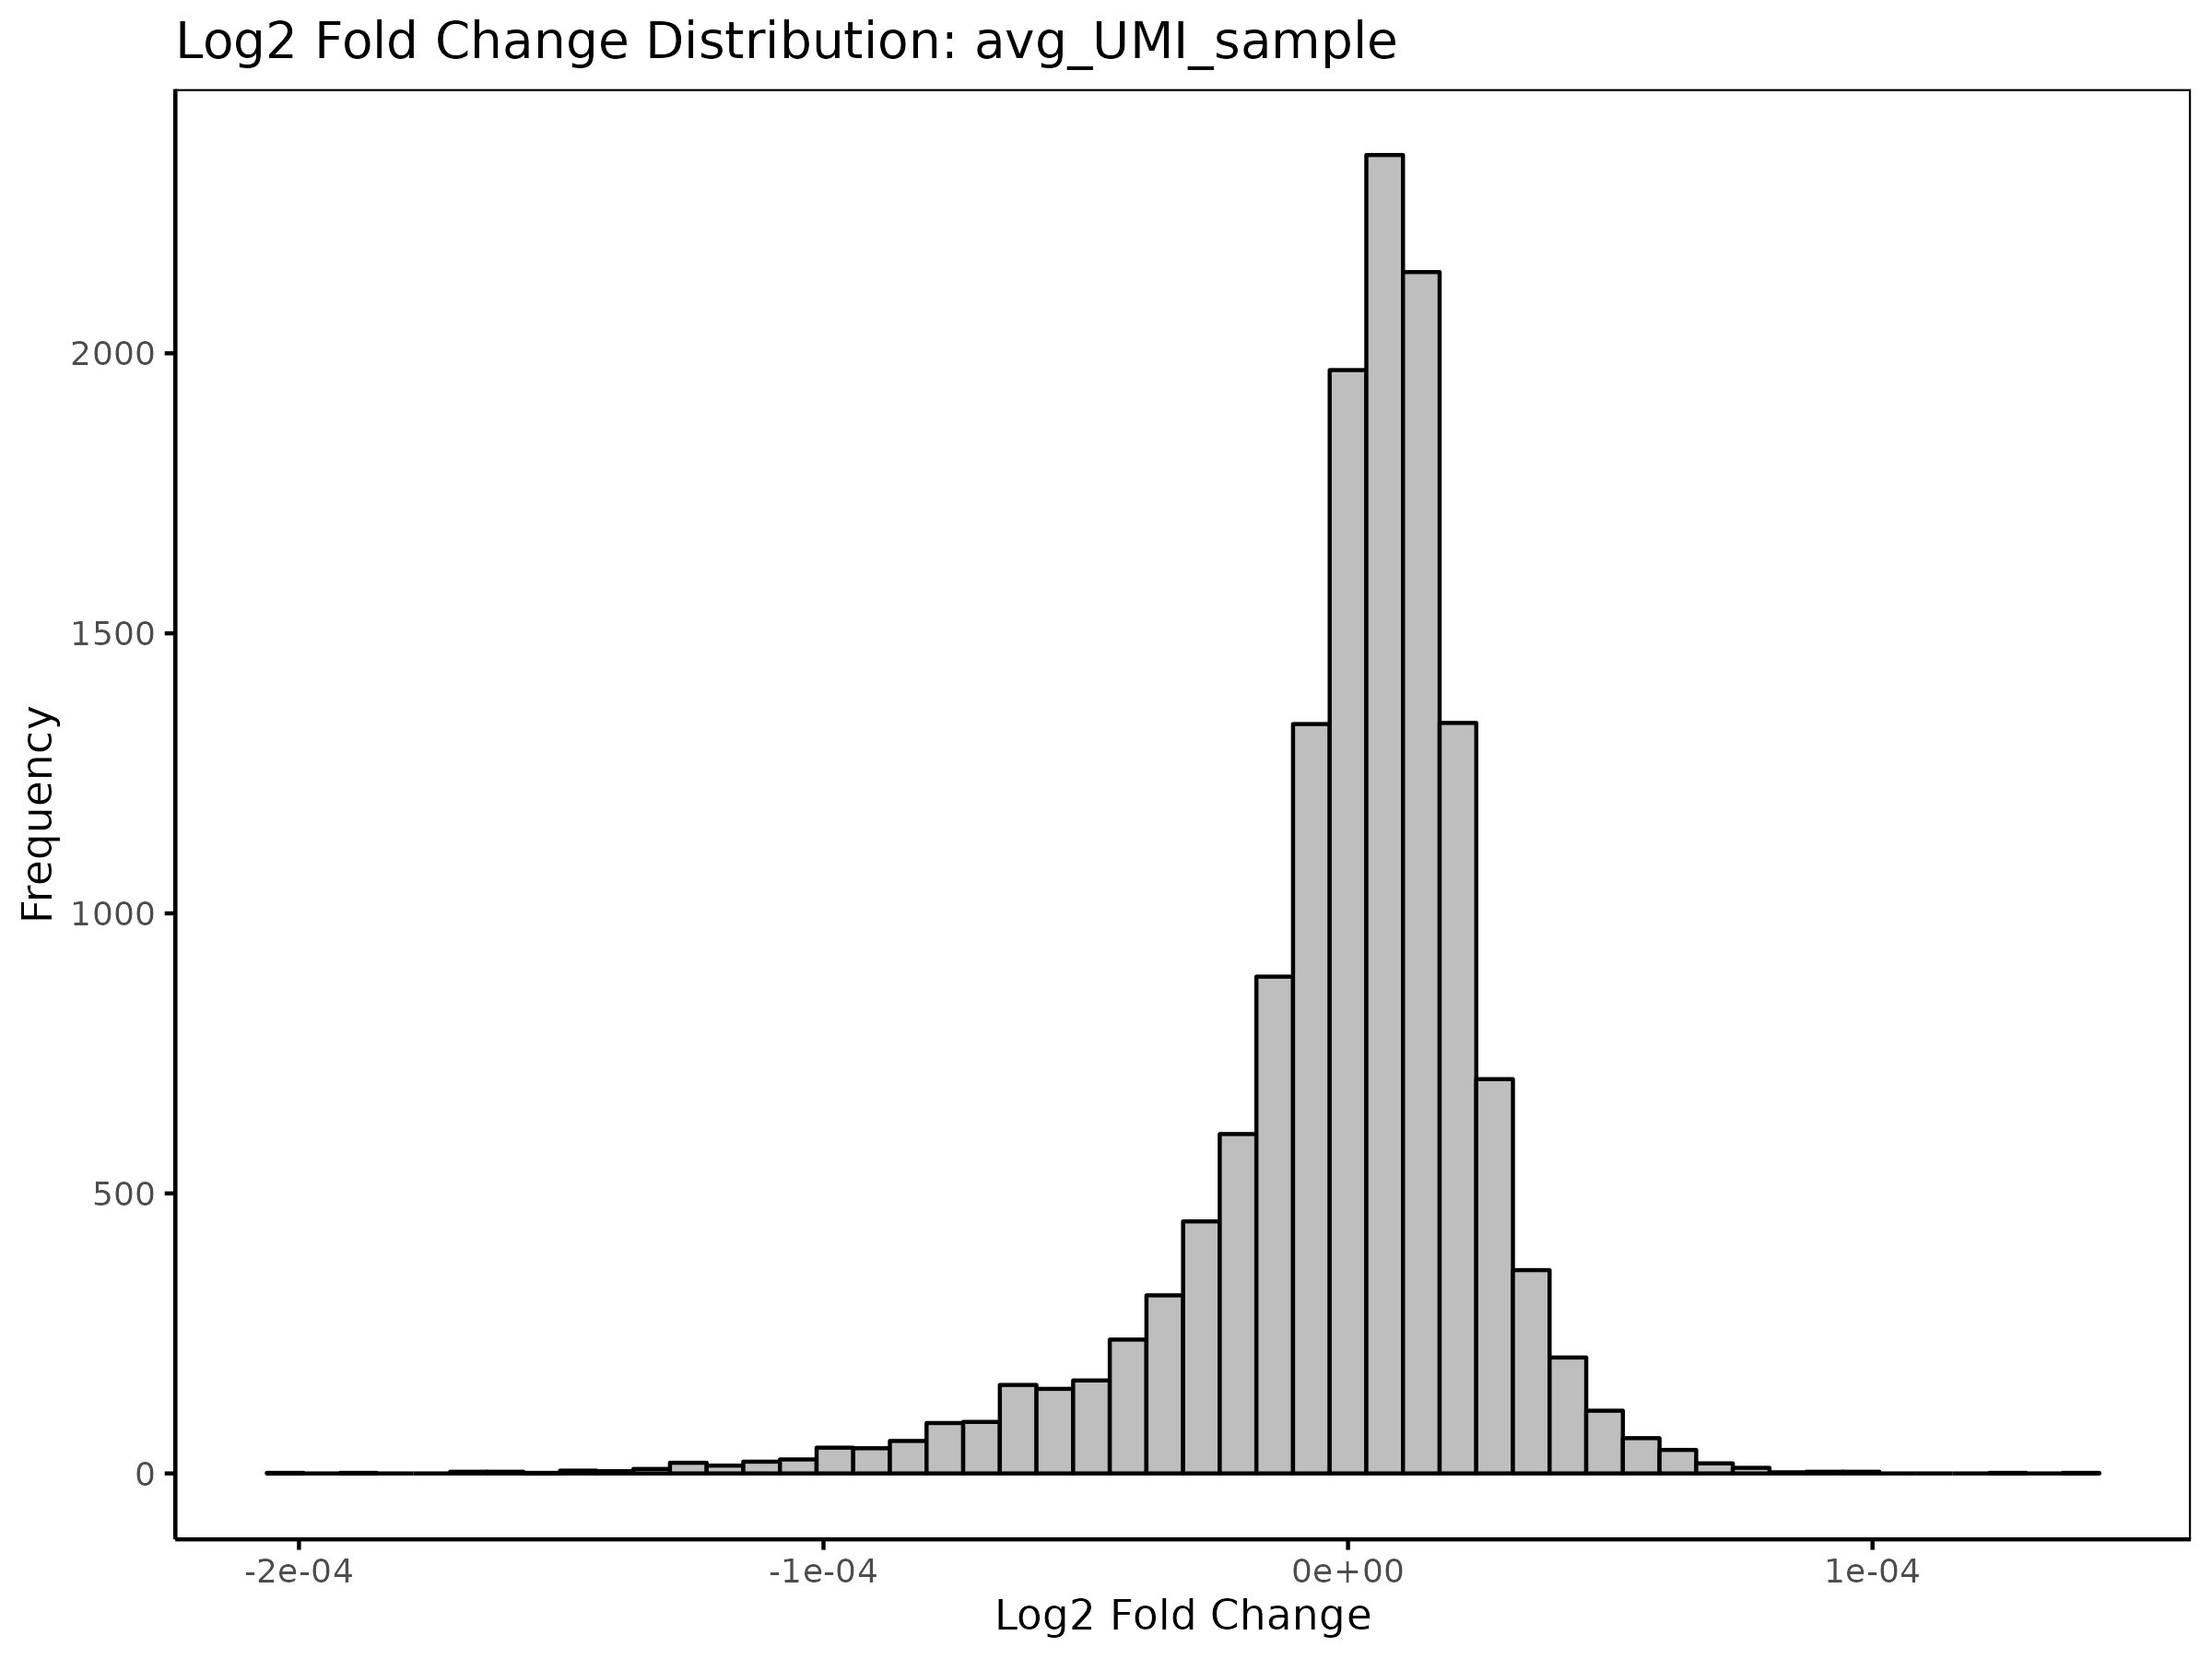 Log2 Fold Change Distribution: avg_UMI_sample
Frequency
2000
1500
1000
500
0
-2e-04
-1e-04
0e+00
1e-04
Log2 Fold Change